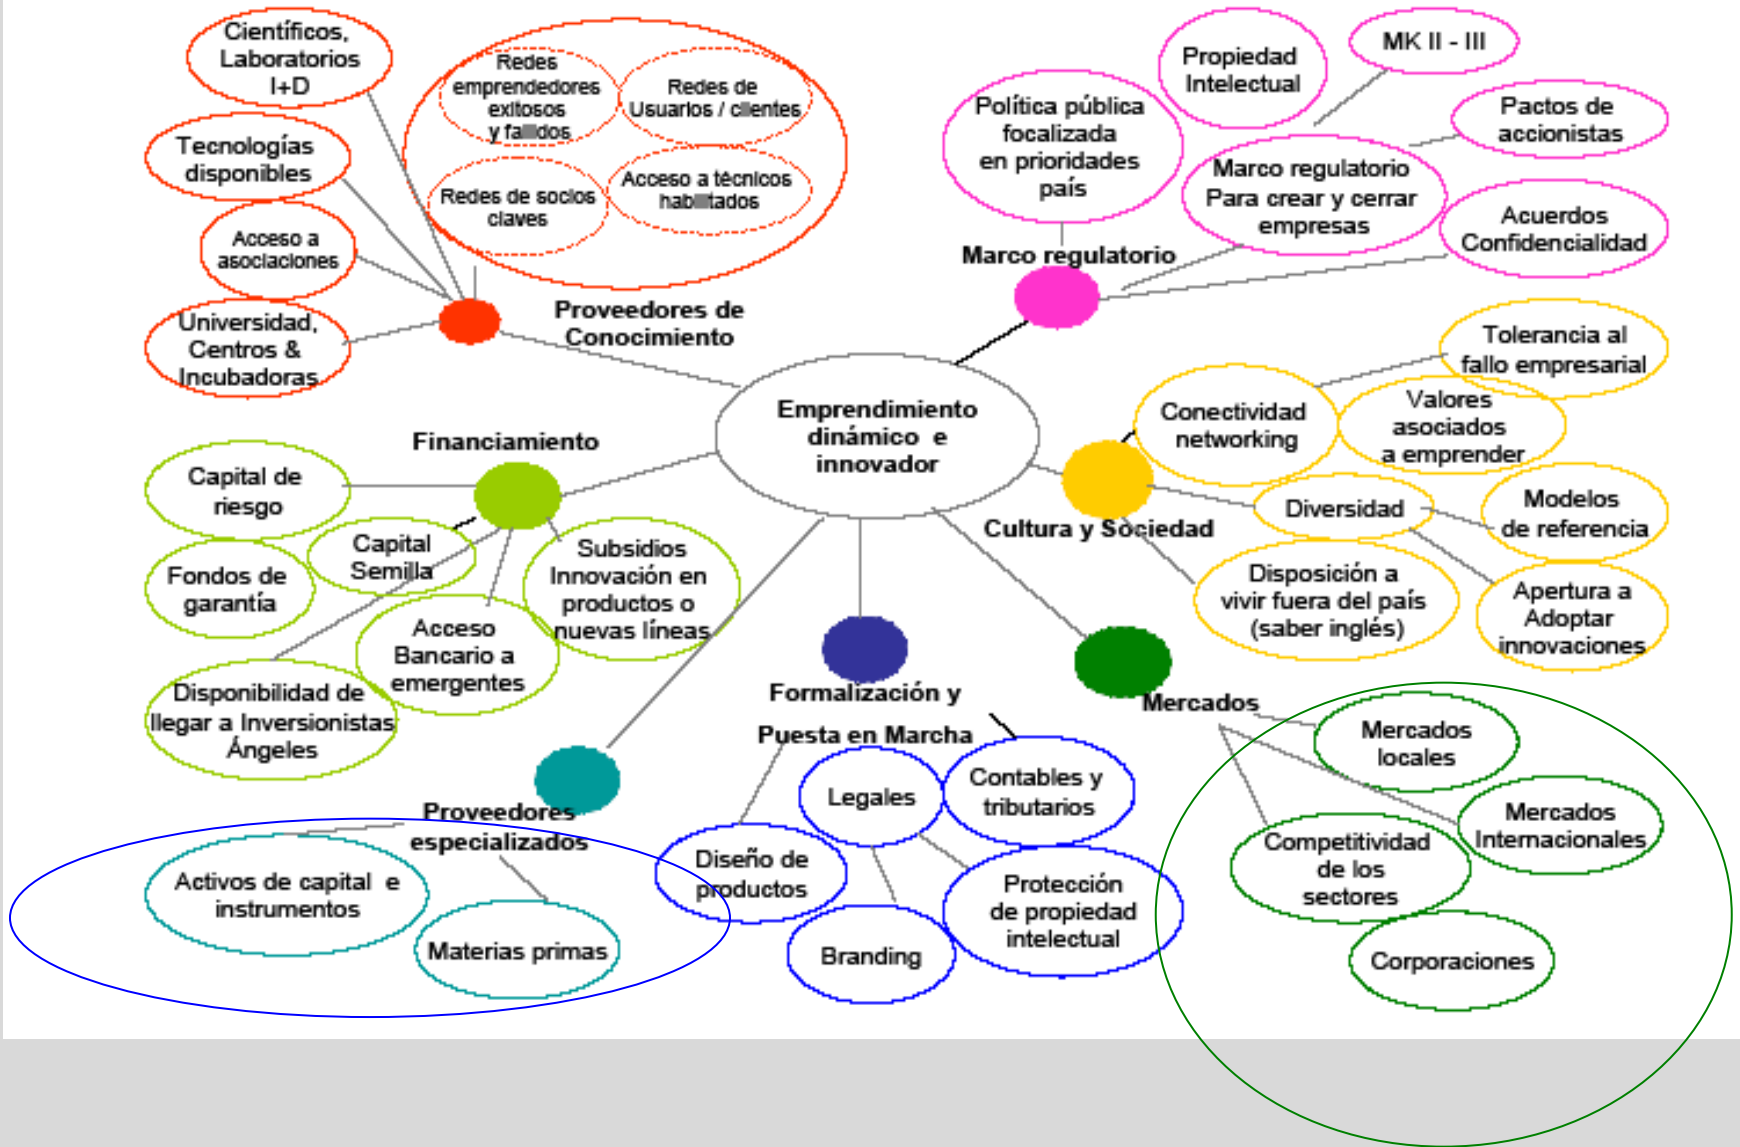 Científicos,
Laboratorios
I+D
Tecnologías
disponibles
Acceso a
asociaciones
Universidad,
Centros &
Incubadoras
Redes
emprendedores
exitosos
y fallidos
Redes de
Usuarios / clientes
Redes de socios
claves
Acceso a técnicos
habilitados
Proveedores de
Conocimiento
Política pública
focalizada
en prioridades
país
Propiedad
Intelectual
MK II - III
Pactos de
accionistas
Marco regulatorio
Para crear y cerrar
empresas
Acuerdos
Confidencialidad
Marco regulatorio
Emprendimiento
dinámico e
innovador
Tolerancia al
fallo empresarial
Conectividad
networking
Valores
asociados
a emprender
Diversidad
Modelos
de referencia
Cultura y Sociedad
Disposición a
vivir fuera del país
(saber inglés)
Apertura a
Adoptar
innovaciones
Financiamiento
Capital de
riesgo
Capital
Semilla
Fondos de
garantía
Subsidios
Innovación en
productos o
nuevas líneas
Acceso
Bancario a
emergentes
Disponibilidad de
llegar a Inversionistas
Ángeles
Proveedores
especializados
Activos de capital e
instrumentos
Materias primas
Formalización y
Puesta en Marcha
Legales
Contables y
tributarios
Diseño de
productos
Protección
de propiedad
intelectual
Branding
Mercados
Mercados
locales
Mercados
Internacionales
Competitividad
de los
sectores
Corporaciones